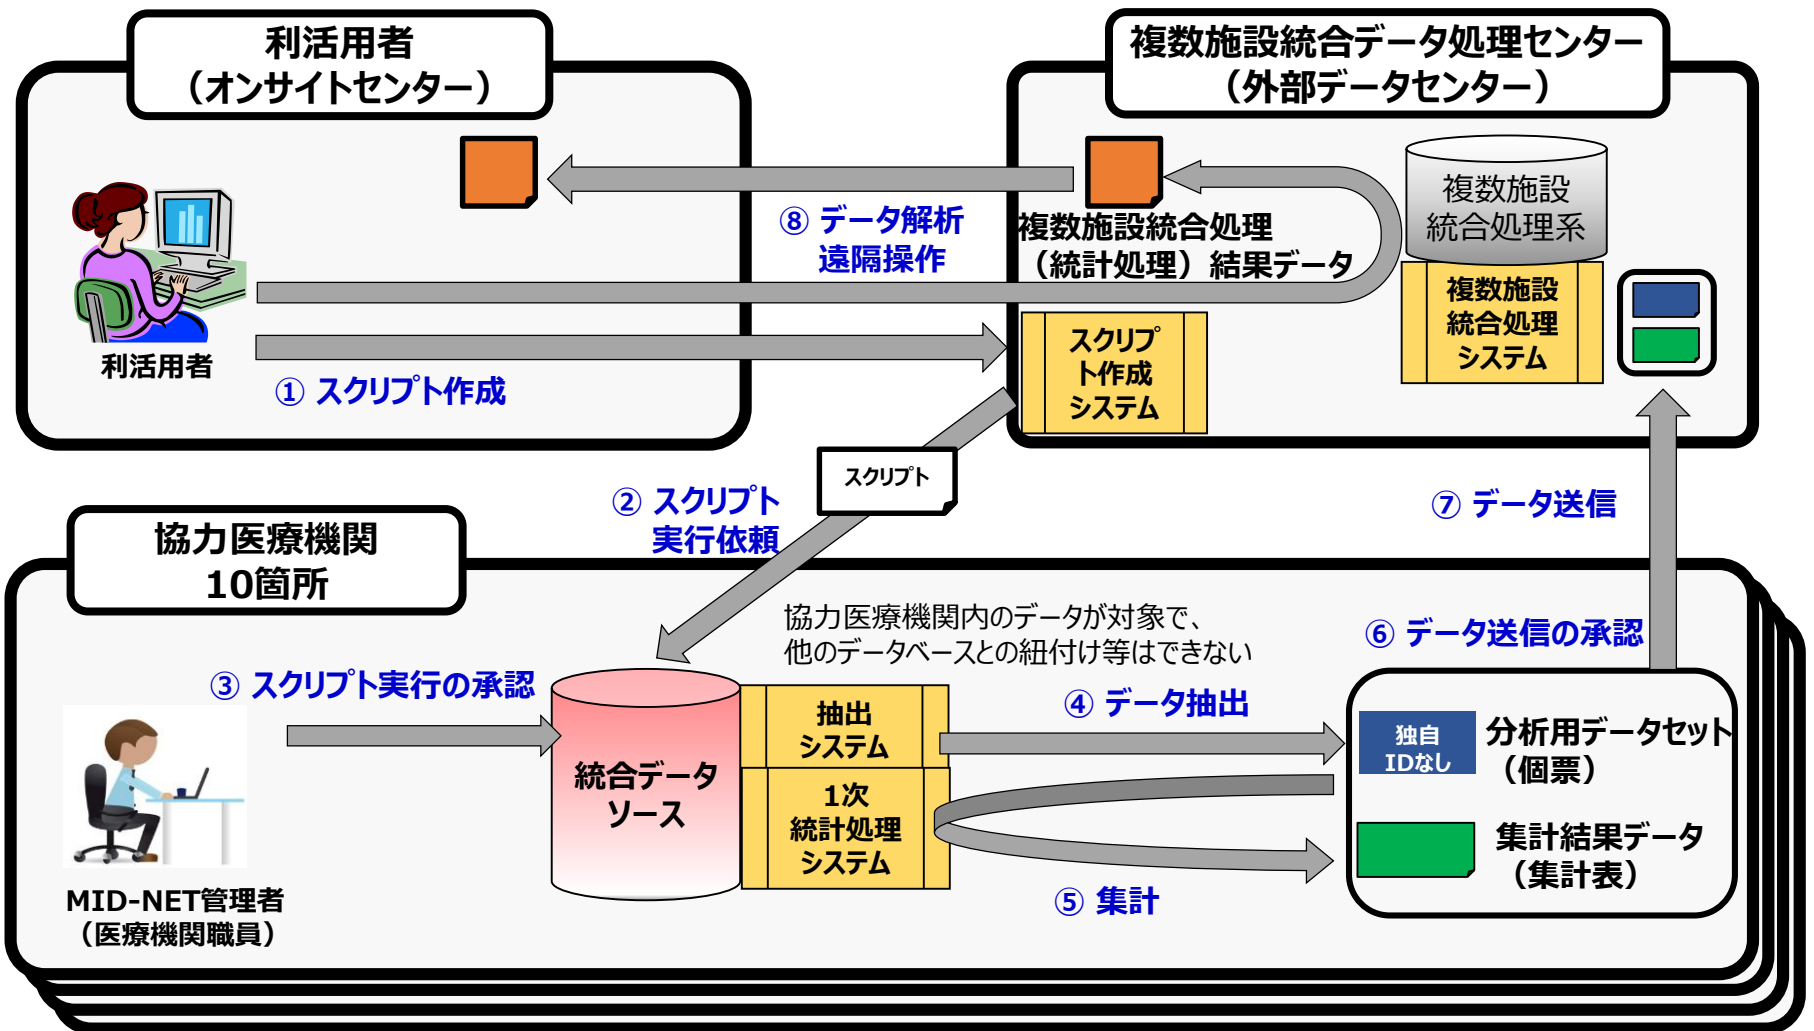 利活用者
（オンサイトセンター）
複数施設統合データ処理センター
（外部データセンター）
複数施設
統合処理系
⑧ データ解析
遠隔操作
複数施設統合処理
（統計処理）結果データ
複数施設
統合処理
システム
利活用者
① スクリプト作成
スクリプ
ト作成
システム
スクリプト
② スクリプト
実行依頼
⑦ データ送信
協力医療機関
10箇所
協力医療機関内のデータが対象で、
他のデータベースとの紐付け等はできない
⑥ データ送信の承認
③ スクリプト実行の承認
④ データ抽出
抽出
システム
統合データ
ソース
1次
統計処理
システム
独自
IDなし
分析用データセット
（個票）
集計結果データ
（集計表）
⑤ 集計
MID-NET管理者
（医療機関職員）